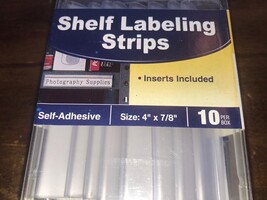 Shelf Labeling
Strips
Photography Supplies
• Inserts Included
Self-Adhesive
Size: 4" x 7/8"
10 PER BOX